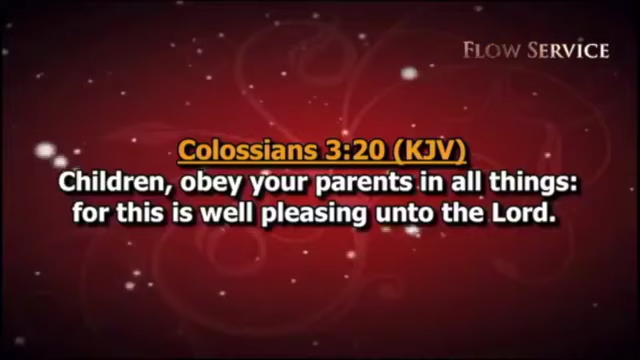 FLOW SERVICE
Colossians 3:20 (KJV)
Children, obey your parents in all things:
for this is well pleasing unto the Lord.